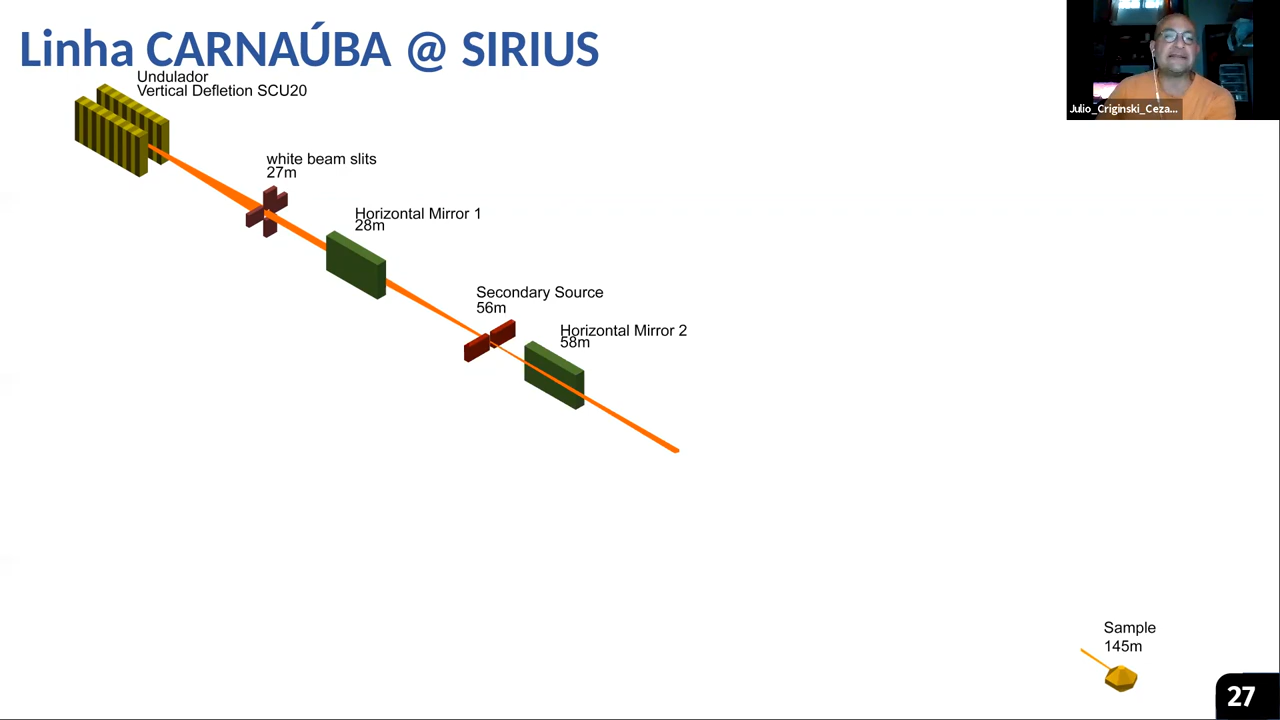 Linha CARNAÚBA @ SIRIUS
Undulador
Vertical Defletion SCU20
white beam slits
27m
Horizontal Mirror 1
28m
Secondary Source
56m
Horizontal Mirror 2
58m
Sample
145m
27
Julio_Criginski_Ceza...